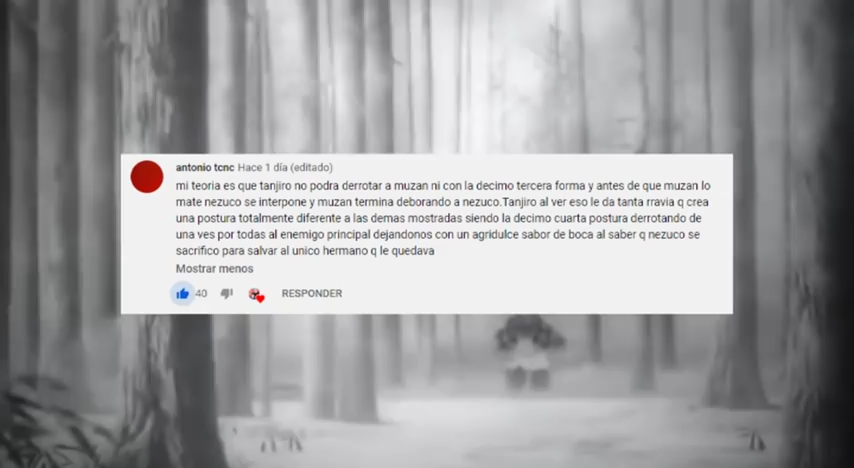 antonio tcnc Hace 1 día (editado)
mi teoria es que tanjiro no podra derrotar a muzan ni con la decimo tercera forma y antes de que muzan lo
mate nezuco se interpone y muzan termina deborando a nezuco.Tanjiro al ver eso le da tanta rravia q crea
una postura totalmente diferente a las demas mostradas siendo la decimo cuarta postura derrotando de
una ves por todas al enemigo principal dejandonos con un agridulce sabor de boca al saber q nezuco se
sacrifico para salvar al unico hermano q le quedava
Mostrar menos
40 RESPONDER